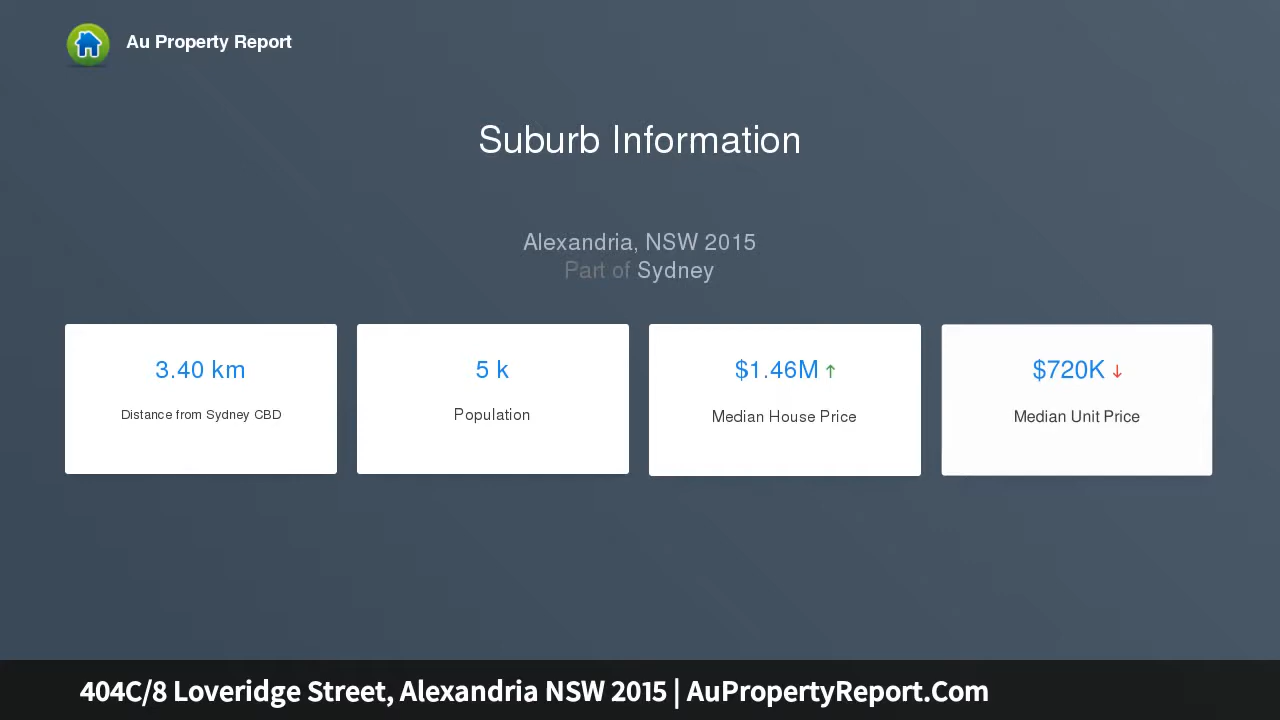 Au Property Report
Suburb Information
Alexandria, NSW 2015
Part of Sydney
3.40 km
Distance from Sydney CBD
5 k
Population
$1.46M ↑
Median House Price
$720K ↓
Median Unit Price
404C/8 Loveridge Street, Alexandria NSW 2015 | AuPropertyReport.Com